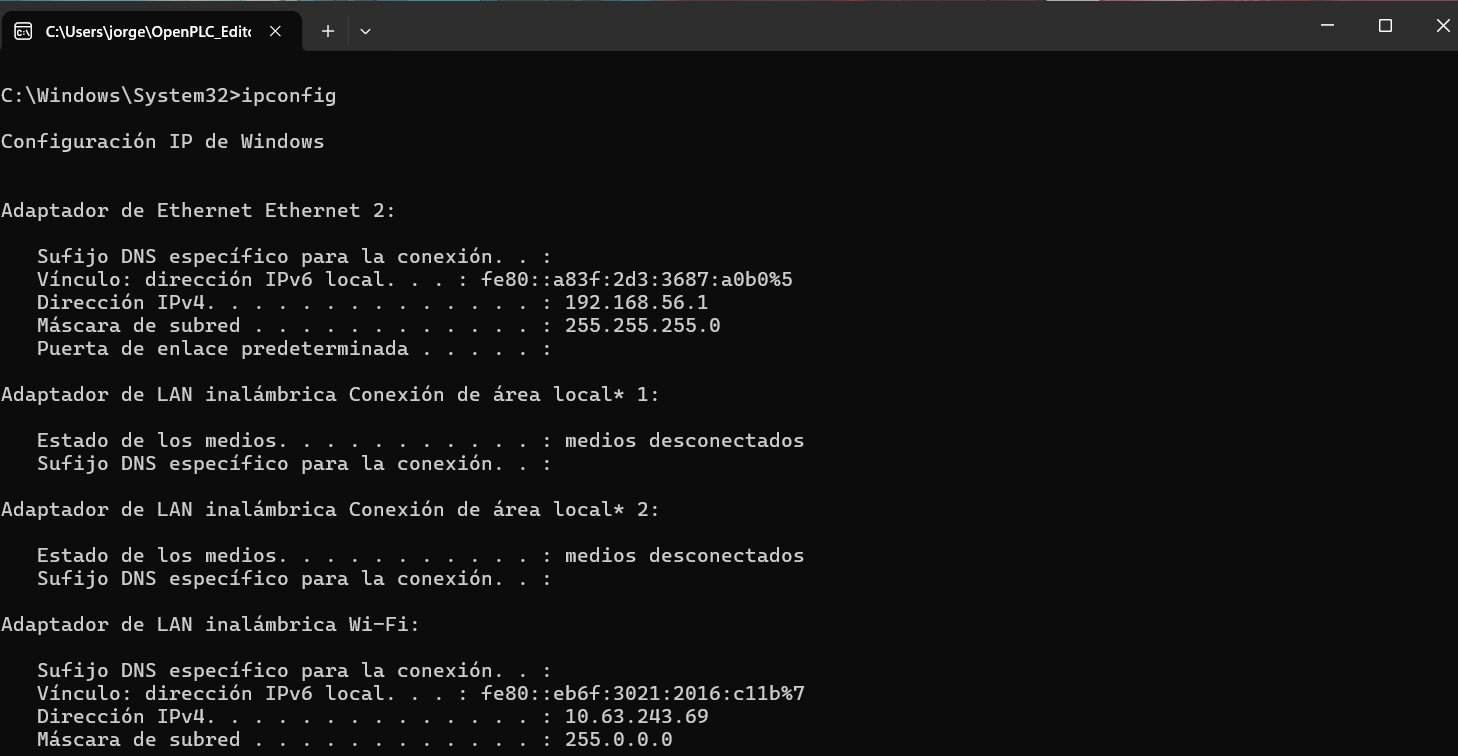 C:\Users\jorge\OpenPLC_Edit
C:\Windows\System32>ipconfig
Configuración IP de Windows
Adaptador de Ethernet Ethernet 2:
Sufijo DNS específico para la conexión. . :
Vínculo: dirección IPv6 local. . . : fe80::a83f:2d3:3687:a0b0%5
Dirección IPv4. . . . . . . . . . . . . . : 192.168.56.1
Máscara de subred . . . . . . . . . . . . : 255.255.255.0
Puerta de enlace predeterminada . . . . . :
Adaptador de LAN inalámbrica Conexión de área local* 1:
Estado de los medios. . . . . . . . . . . : medios desconectados
Sufijo DNS específico para la conexión. . :
Adaptador de LAN inalámbrica Conexión de área local* 2:
Estado de los medios. . . . . . . . . . . : medios desconectados
Sufijo DNS específico para la conexión. . :
Adaptador de LAN inalámbrica Wi-Fi:
Sufijo DNS específico para la conexión. . :
Vínculo: dirección IPv6 local. . . : fe80::eb6f:3021:2016:c11b%7
Dirección IPv4. . . . . . . . . . . . . . : 10.63.243.69
Máscara de subred . . . . . . . . . . . . : 255.0.0.0